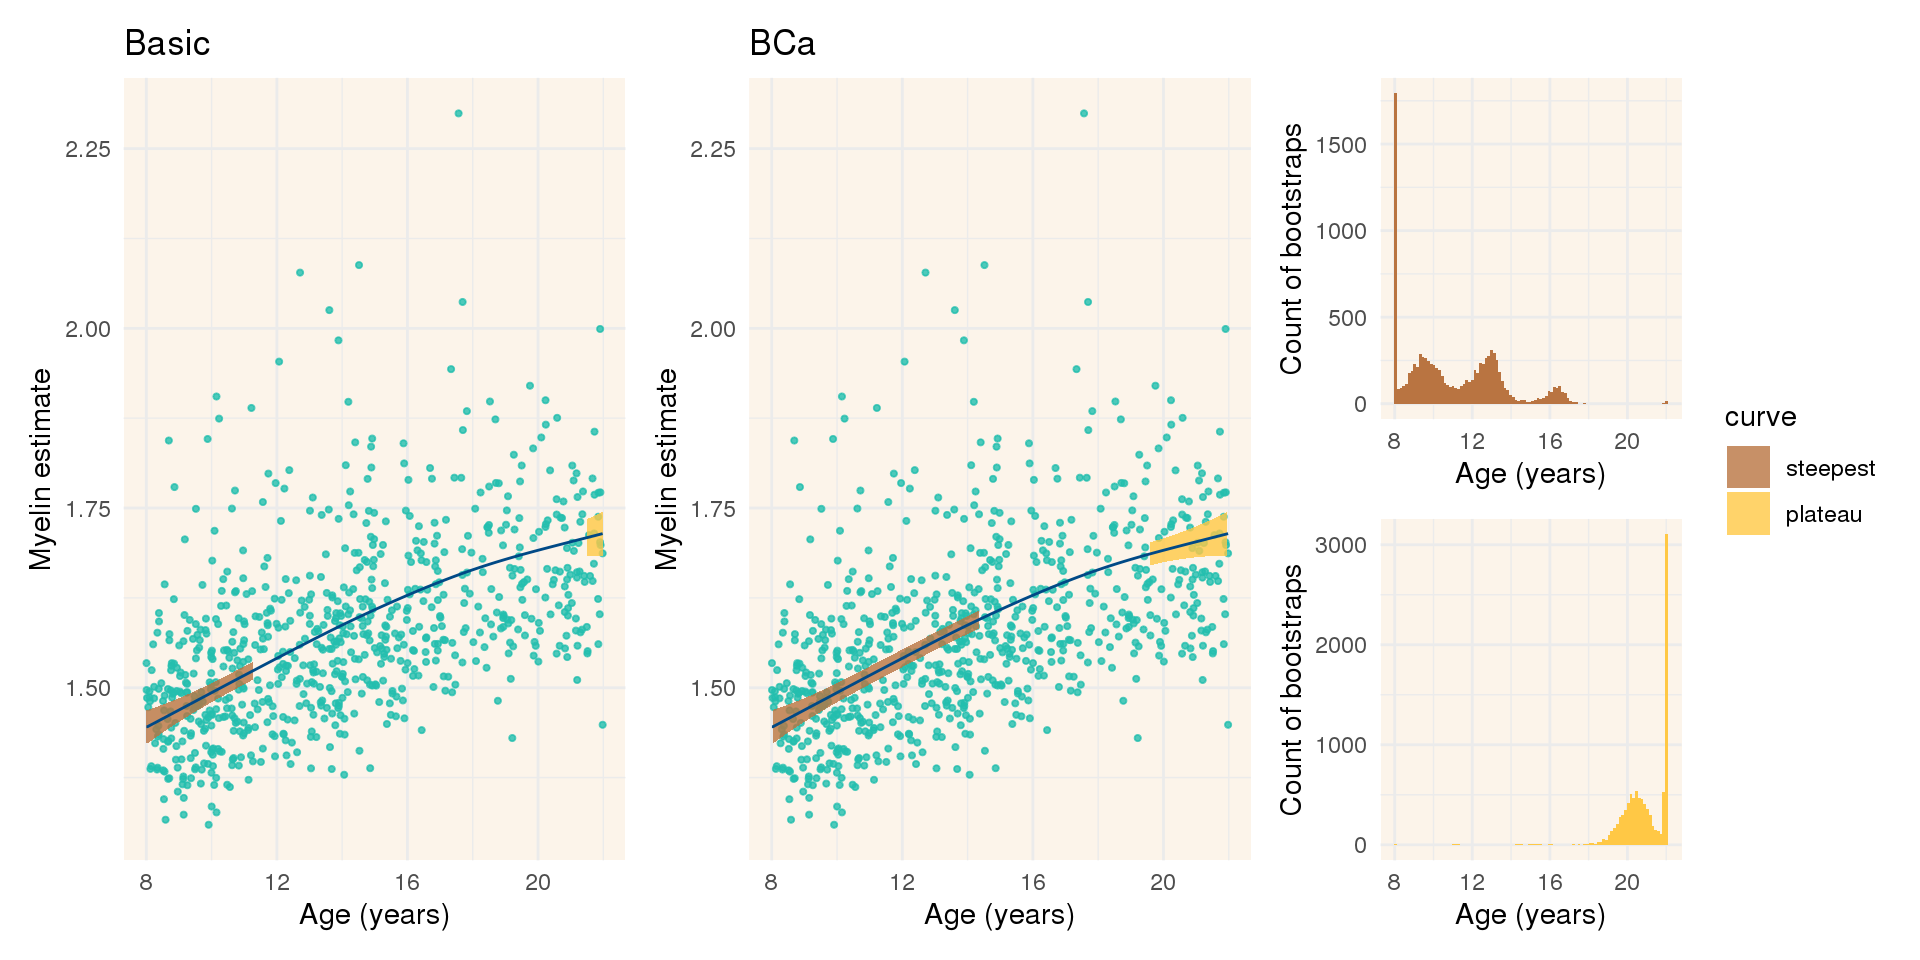 Basic
Myelin estimate
2.25
2.00
1.75
1.50
8 12 16 20
Age (years)
BCa
Myelin estimate
2.25
2.00
1.75
1.50
8 12 16 20
Age (years)
Count of bootstraps
1500
1000
500
0
8 12 16 20
Age (years)
Count of bootstraps
3000
2000
1000
0
8 12 16 20
Age (years)
curve
steepest
plateau